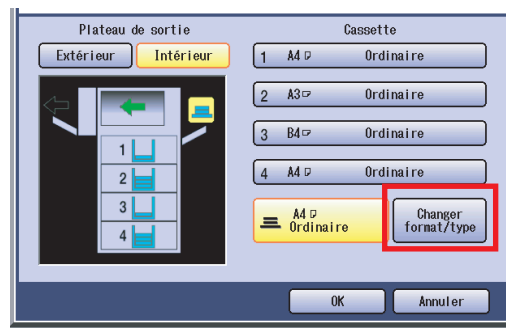 Plateau de sortie
Extérieur Intérieur
1
2
3
4
Cassette
1 A4 Ordinaire
2 A3 Ordinaire
3 B4 Ordinaire
4 A4 Ordinaire
A4
Ordinaire
Changer
format/type
OK Annuler